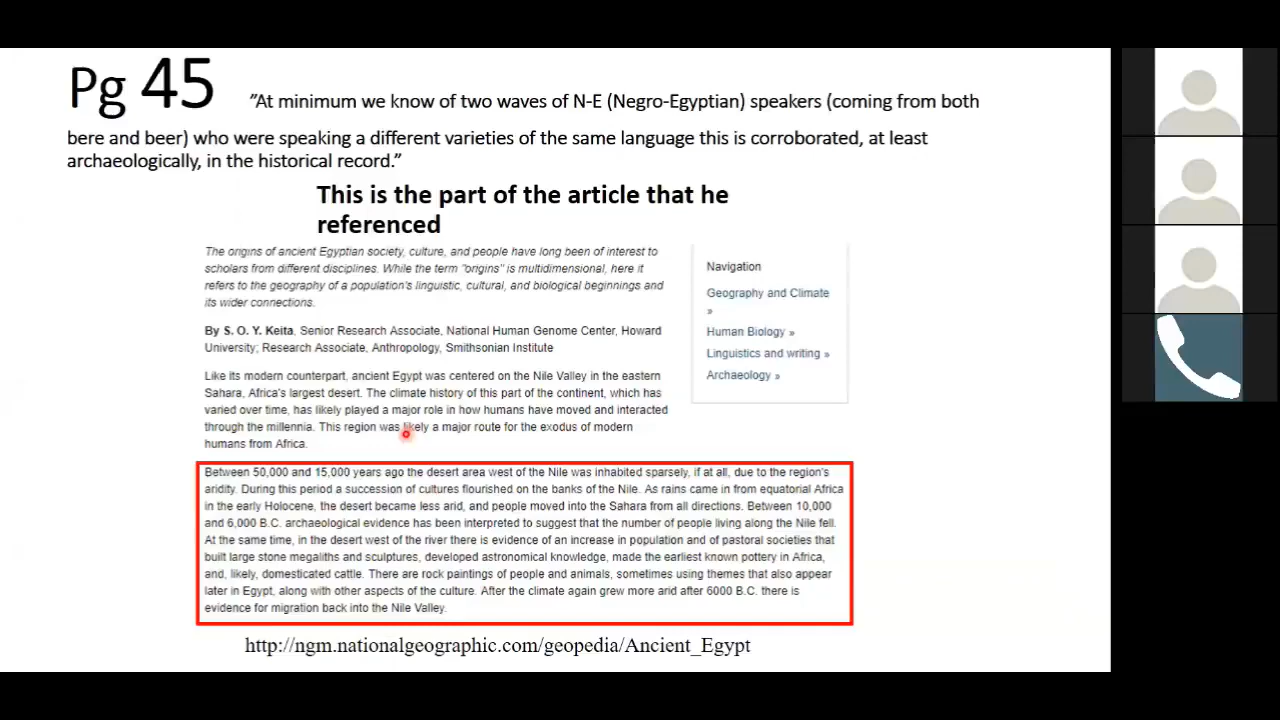 Pg 45 ”At minimum we know of two waves of N-E (Negro-Egyptian) speakers (coming from both
bere and beer) who were speaking a different varieties of the same language this is corroborated, at least
archaeologically, in the historical record.”
This is the part of the article that he
referenced
The origins of ancient Egyptian society, culture, and people have long been of interest to
scholars from different disciplines. While the term "origins" is multidimensional, here it
refers to the geography of a population's linguistic, cultural, and biological beginnings and
its wider connections.
By S. O. Y. Keita, Senior Research Associate, National Human Genome Center, Howard
University; Research Associate, Anthropology, Smithsonian Institute
Like its modern counterpart, ancient Egypt was centered on the Nile Valley in the eastern
Sahara, Africa's largest desert. The climate history of this part of the continent, which has
varied over time, has likely played a major role in how humans have moved and interacted
through the millennia. This region was likely a major route for the exodus of modern
humans from Africa.
Navigation
Geography and Climate
»
Human Biology »
Linguistics and writing »
Archaeology »
Between 50,000 and 15,000 years ago the desert area west of the Nile was inhabited sparsely, if at all, due to the region's
aridity. During this period a succession of cultures flourished on the banks of the Nile. As rains came in from equatorial Africa
in the early Holocene, the desert became less arid, and people moved into the Sahara from all directions. Between 10,000
and 6,000 B.C. archaeological evidence has been interpreted to suggest that the number of people living along the Nile fell.
At the same time, in the desert west of the river there is evidence of an increase in population and of pastoral societies that
built large stone megaliths and sculptures, developed astronomical knowledge, made the earliest known pottery in Africa,
and, likely, domesticated cattle. There are rock paintings of people and animals, sometimes using themes that also appear
later in Egypt, along with other aspects of the culture. After the climate again grew more arid after 6000 B.C. there is
evidence for migration back into the Nile Valley.
http://ngm.nationalgeographic.com/geopedia/Ancient_Egypt